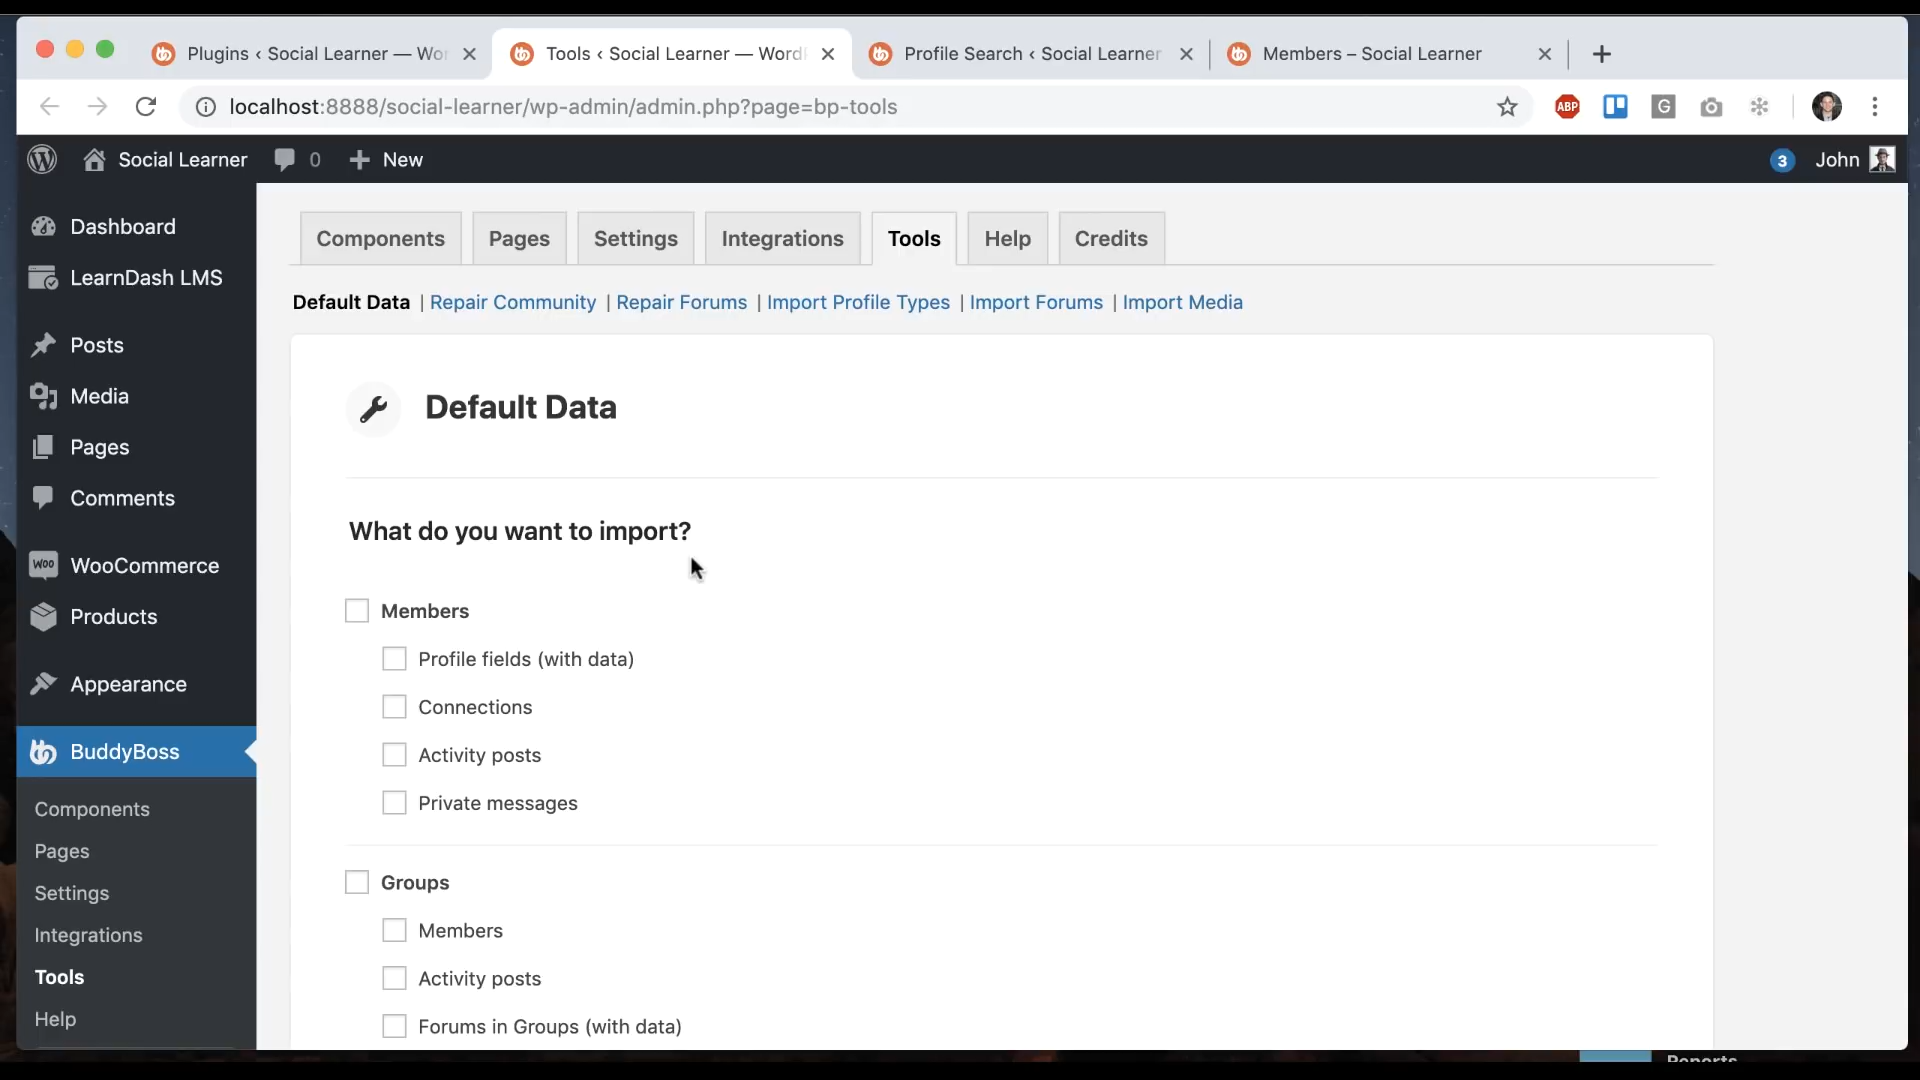 Plugins ‹ Social Learner — Wor
Tools ‹ Social Learner — Word
Profile Search ‹ Social Learner
Members – Social Learner
localhost:8888/social-learner/wp-admin/admin.php?page=bp-tools
ABP
G
Social Learner
0
New
3
John
Dashboard
LearnDash LMS
Posts
Media
Pages
Comments
WOO
WooCommerce
Products
Appearance
BuddyBoss
Components
Pages
Settings
Integrations
Tools
Help
Components
Pages
Settings
Integrations
Tools
Help
Credits
Default Data | Repair Community | Repair Forums | Import Profile Types | Import Forums | Import Media
Default Data
What do you want to import?
Members
Profile fields (with data)
Connections
Activity posts
Private messages
Groups
Members
Activity posts
Forums in Groups (with data)
Reports